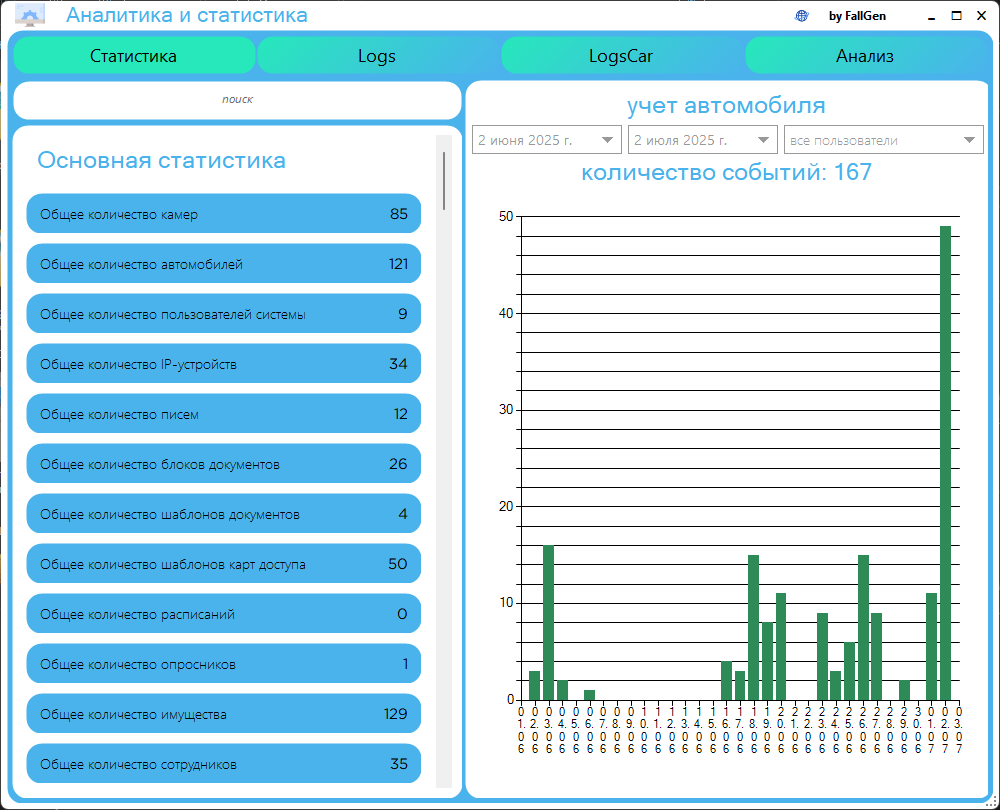 Аналитика и статистика
by FallGen
Статистика
Logs
LogsCar
Анализ
поиск
Основная статистика
Общее количество камер 85
Общее количество автомобилей 121
Общее количество пользователей системы 9
Общее количество IP-устройств 34
Общее количество писем 12
Общее количество блоков документов 26
Общее количество шаблонов документов 4
Общее количество шаблонов карт доступа 50
Общее количество расписаний 0
Общее количество опросников 1
Общее количество имущества 129
Общее количество сотрудников 35
учет автомобиля
2 июня 2025 г.
2 июля 2025 г.
все пользователи
количество событий: 167
50
40
30
20
10
0
01.06
02.06
03.06
04.06
05.06
06.06
07.06
08.06
09.06
10.06
11.06
12.06
13.06
14.06
15.06
16.06
17.06
18.06
19.06
20.06
21.06
22.06
23.06
24.06
25.06
26.06
27.06
28.06
29.06
30.06
01.07
02.07
03.07